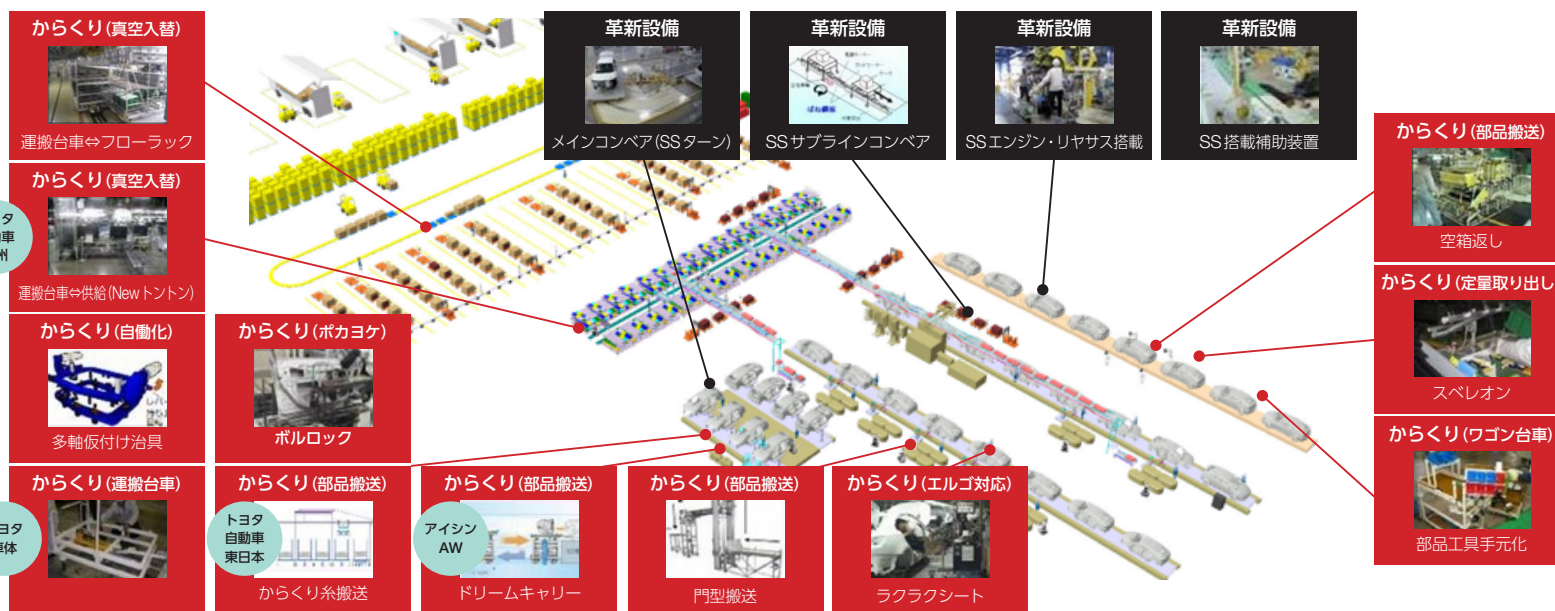 からくり(真空入替)
運搬台車⇔フローラック
からくり(真空入替)
運搬台車⇔供給(Newトントン)
からくり(自働化)
多軸仮付け治具
からくり(ポカヨケ)
ボルロック
からくり(運搬台車)
からくり(部品搬送)
トヨタ
自動車
東日本
からくり糸搬送
からくり(部品搬送)
アイシン
AW
ドリームキャリー
からくり(部品搬送)
門型搬送
からくり(エルゴ対応)
ラクラクシート
革新設備
メインコンベア(SSターン)
革新設備
SSサブラインコンベア
革新設備
SSエンジン・リヤサス搭載
革新設備
SS搭載補助装置
からくり(部品搬送)
空箱返し
からくり(定量取り出し
スベレオン
からくり(ワゴン台車)
部品工具手元化